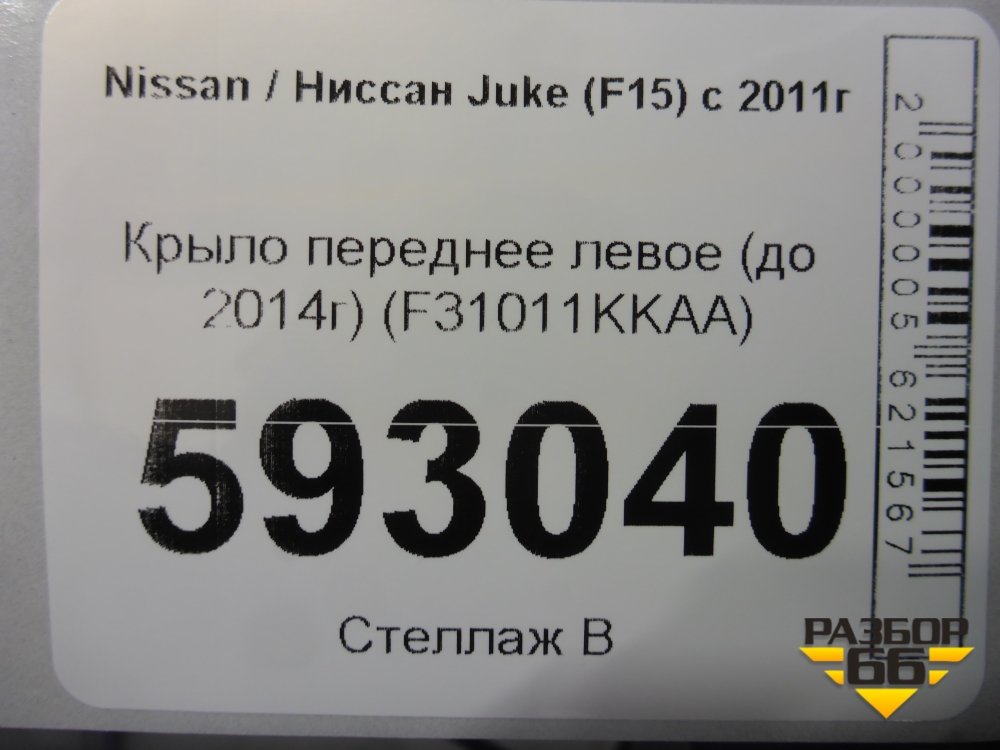 Nissan / Ниссан Juke (F15) с 2011г
Крыло переднее левое (до
2014г) (F31011KKAA)
593040
Стеллаж В
2000005621567
РАЗБОР
66